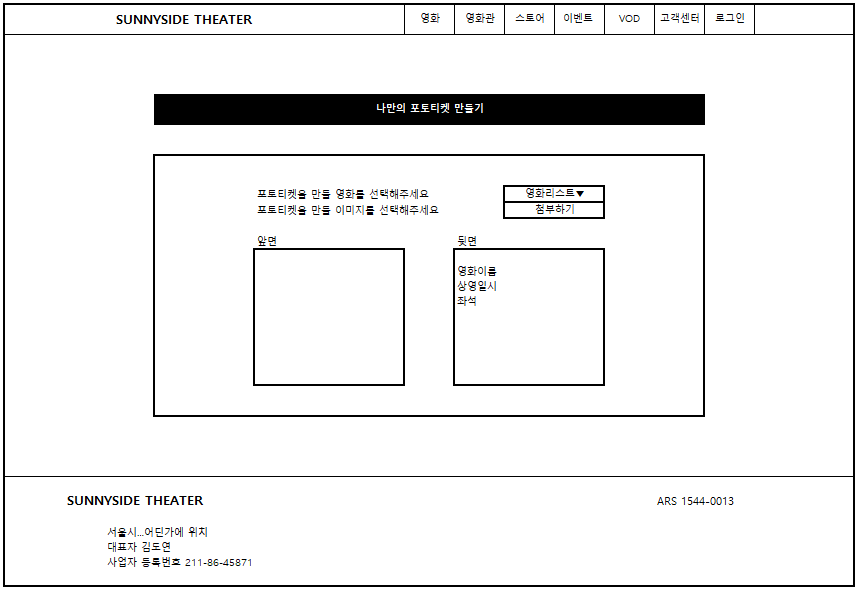 SUNNYSIDE THEATER 영화 영화관 스토어 이벤트 VOD 고객센터 로그인
나만의 포토티켓 만들기
포토티켓을 만들 영화를 선택해주세요 영화리스트▼
포토티켓을 만들 이미지를 선택해주세요 첨부하기
앞면 뒷면
영화이름
상영일시
좌석
SUNNYSIDE THEATER ARS 1544-0013
서울시...어딘가에 위치
대표자 김도연
사업자 등록번호 211-86-45871